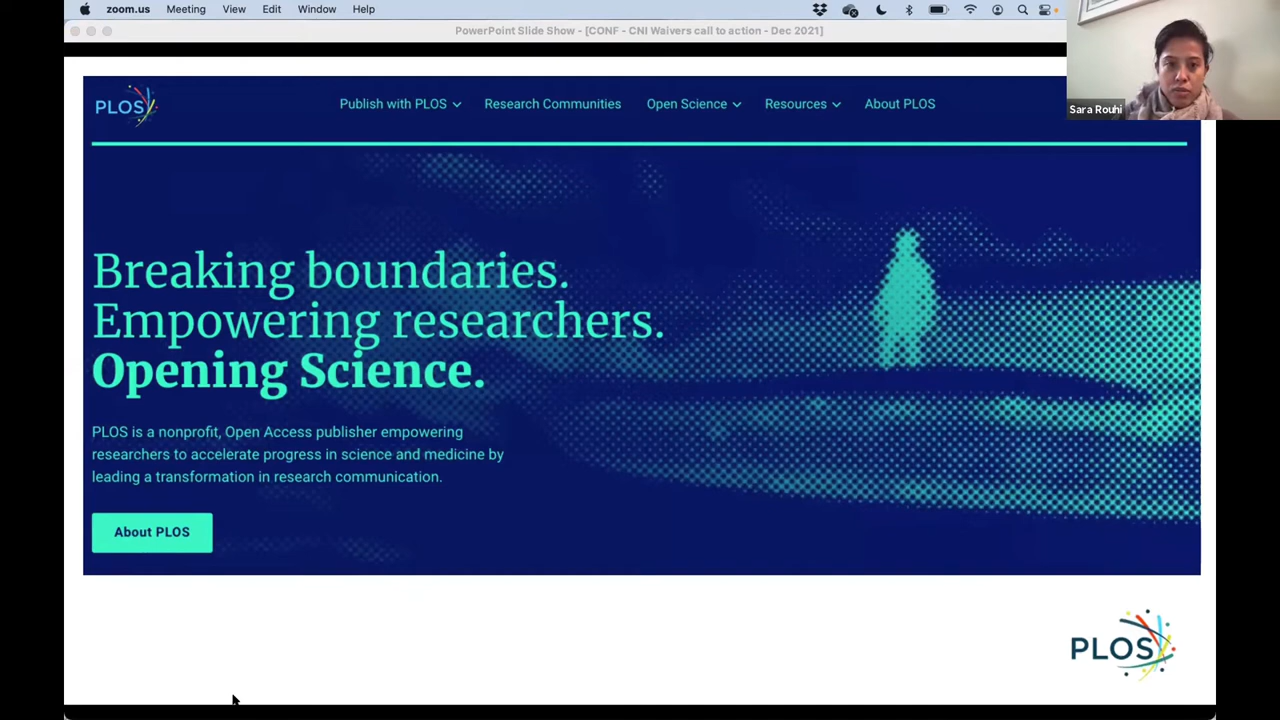 zoom.us Meeting View Edit Window Help
PowerPoint Slide Show - [CONF - CNI Waivers call to action - Dec 2021]
Sara Rouhi
PLOS
Publish with PLOS Research Communities Open Science Resources About PLOS
Breaking boundaries.
Empowering researchers.
Opening Science.
PLOS is a nonprofit, Open Access publisher empowering
researchers to accelerate progress in science and medicine by
leading a transformation in research communication.
About PLOS
PLOS